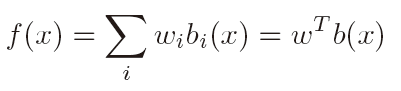 f(x) = ∑_i w_i b_i(x) = w^T b(x)